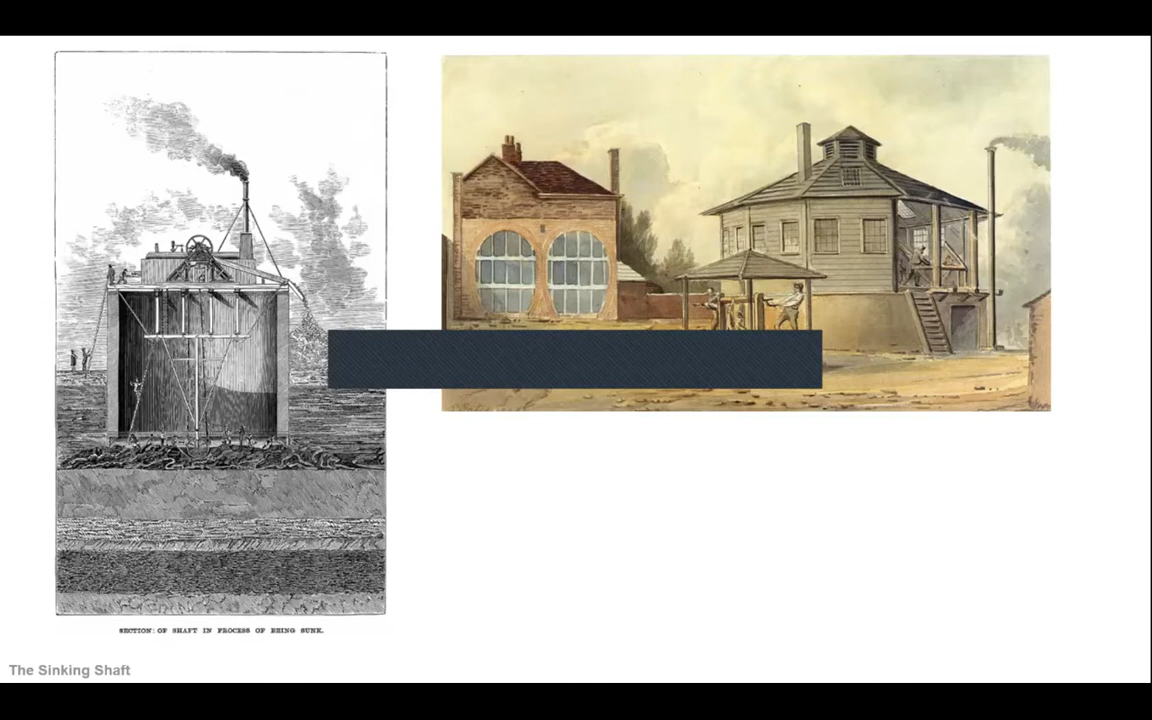 SECTION: OF SHAFT IN PROCESS OF BEING SUNK.
The Sinking Shaft